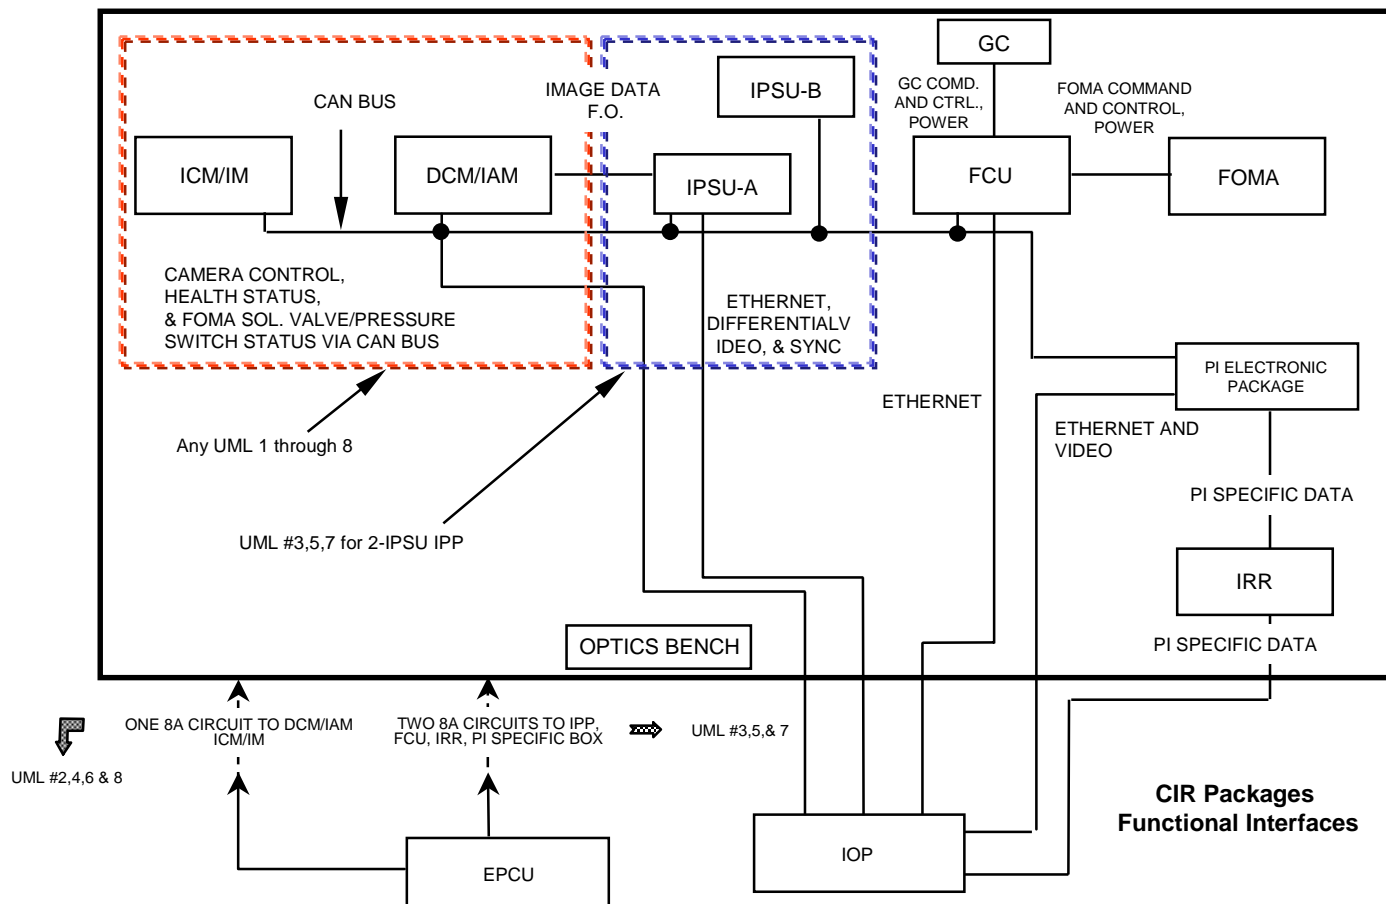 GC
IPSU-B
IMAGE DATA
F.O.
CAN BUS
GC COMD.
AND CTRL.,
POWER
FOMA COMMAND
AND CONTROL,
POWER
ICM/IM
DCM/IAM
IPSU-A
FCU
FOMA
CAMERA CONTROL,
HEALTH STATUS,
& FOMA SOL. VALVE/PRESSURE
SWITCH STATUS VIA CAN BUS
ETHERNET,
DIFFERENTIALV
IDEO, & SYNC
PI ELECTRONIC
PACKAGE
ETHERNET
ETHERNET AND
VIDEO
Any UML 1 through 8
PI SPECIFIC DATA
UML #3,5,7 for 2-IPSU IPP
IRR
OPTICS BENCH
PI SPECIFIC DATA
ONE 8A CIRCUIT TO DCM/IAM
ICM/IM
TWO 8A CIRCUITS TO IPP,
FCU, IRR, PI SPECIFIC BOX
UML #3,5,& 7
UML #2,4,6 & 8
CIR Packages
Functional Interfaces
IOP
EPCU